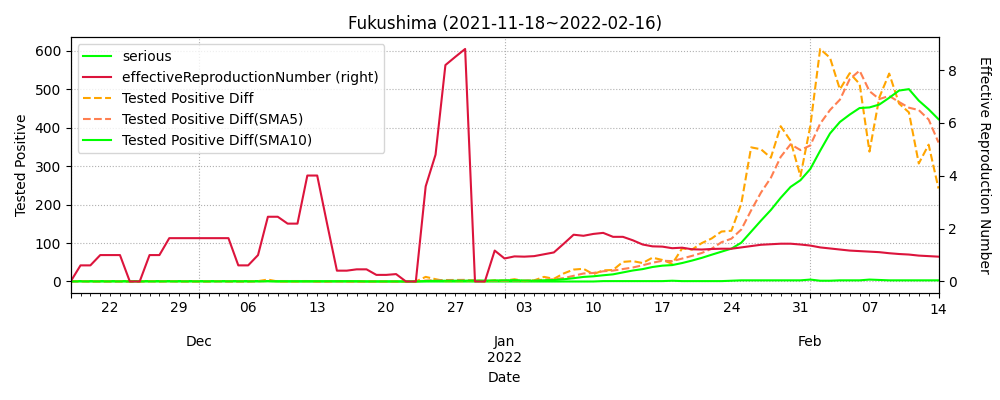 Fukushima (2021-11-18~2022-02-16)
serious
effectiveReproductionNumber (right)
Tested Positive Diff
Tested Positive Diff(SMA5)
Tested Positive Diff(SMA10)
Tested Positive
600
500
400
300
200
100
0
Effective Reproduction Number
8
6
4
2
0
22 29 06 13 20 27 03 10 17 24 31 07 14
Dec Jan Feb
2022
Date